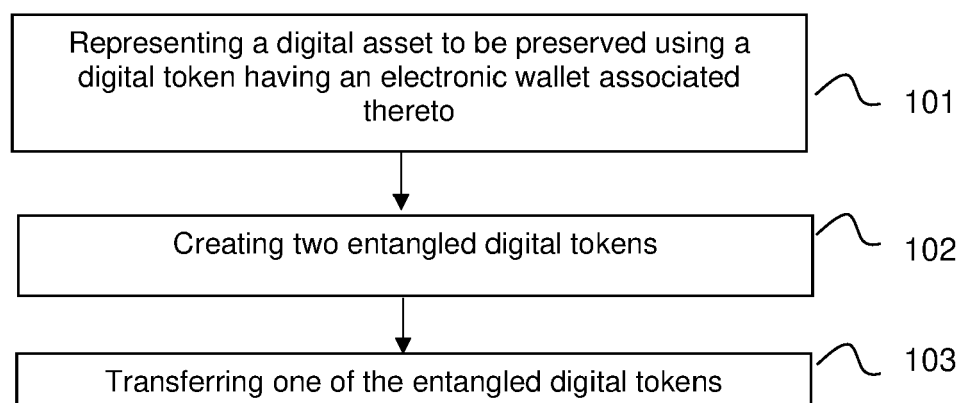 Representing a digital asset to be preserved using a
digital token having an electronic wallet associated
thereto
101
Creating two entangled digital tokens
102
Transferring one of the entangled digital tokens
103